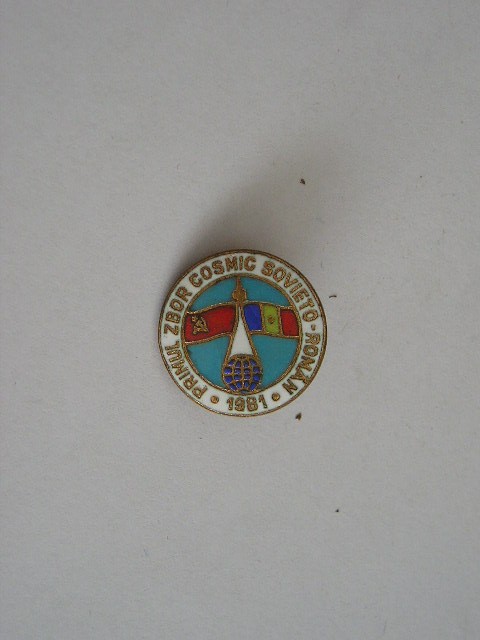 PRIMUL ZBOR COSMIC SOVIETO-ROMÂN
• 1981 •